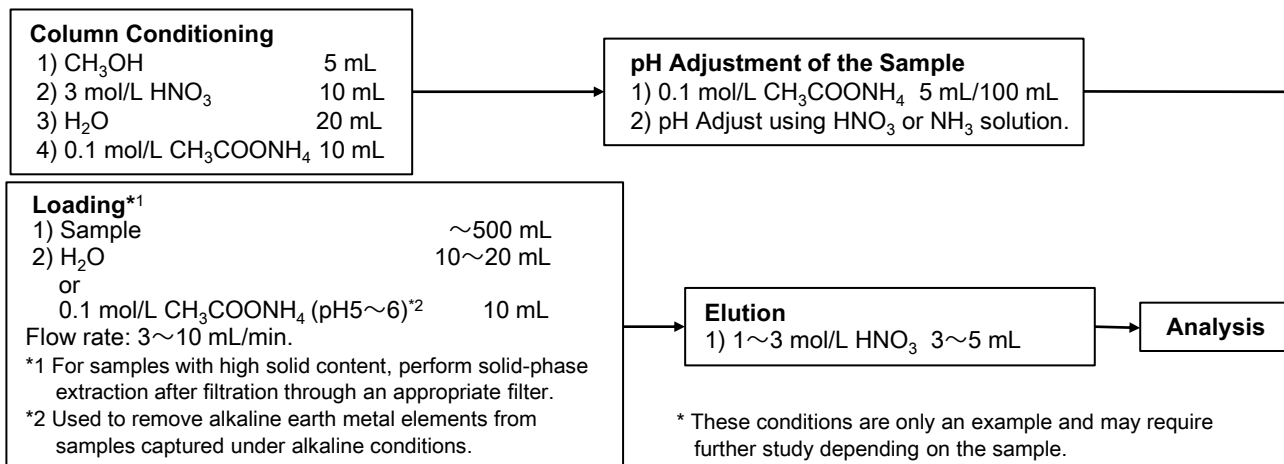 Column Conditioning
1) CH₃OH 5 mL
2) 3 mol/L HNO₃ 10 mL
3) H₂O 20 mL
4) 0.1 mol/L CH₃COONH₄ 10 mL
pH Adjustment of the Sample
1) 0.1 mol/L CH₃COONH₄ 5 mL/100 mL
2) pH Adjust using HNO₃ or NH₃ solution.
Loading*¹
1) Sample ～500 mL
2) H₂O 10～20 mL
or
0.1 mol/L CH₃COONH₄ (pH5～6)*² 10 mL
Flow rate: 3～10 mL/min.
*1 For samples with high solid content, perform solid-phase
extraction after filtration through an appropriate filter.
*2 Used to remove alkaline earth metal elements from
samples captured under alkaline conditions.
Elution
1) 1～3 mol/L HNO₃ 3～5 mL
Analysis
* These conditions are only an example and may require
further study depending on the sample.